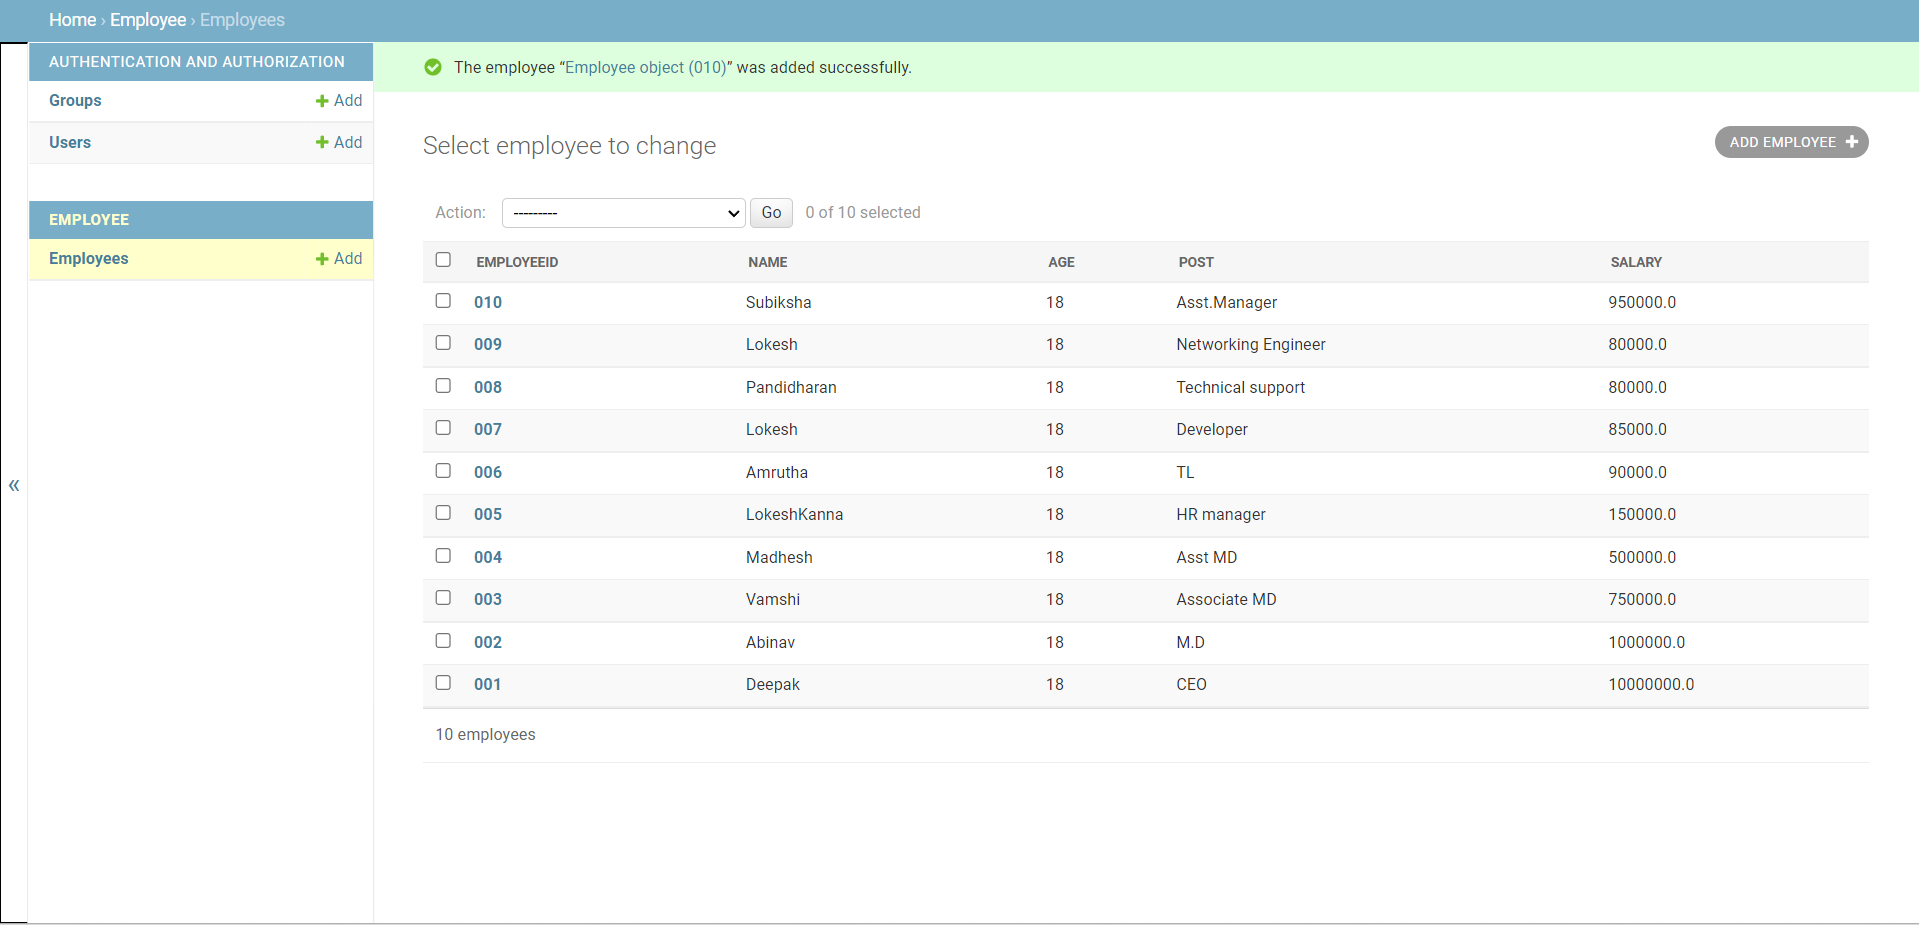 Home › Employee › Employees
AUTHENTICATION AND AUTHORIZATION
Groups + Add
Users + Add
EMPLOYEE
Employees + Add
«
The employee “Employee object (010)” was added successfully.
Select employee to change
ADD EMPLOYEE +
Action: --------- Go 0 of 10 selected
EMPLOYEEID NAME AGE POST SALARY
010 Subiksha 18 Asst.Manager 950000.0
009 Lokesh 18 Networking Engineer 80000.0
008 Pandidharan 18 Technical support 80000.0
007 Lokesh 18 Developer 85000.0
006 Amrutha 18 TL 90000.0
005 LokeshKanna 18 HR manager 150000.0
004 Madhesh 18 Asst MD 500000.0
003 Vamshi 18 Associate MD 750000.0
002 Abinav 18 M.D 1000000.0
001 Deepak 18 CEO 10000000.0
10 employees